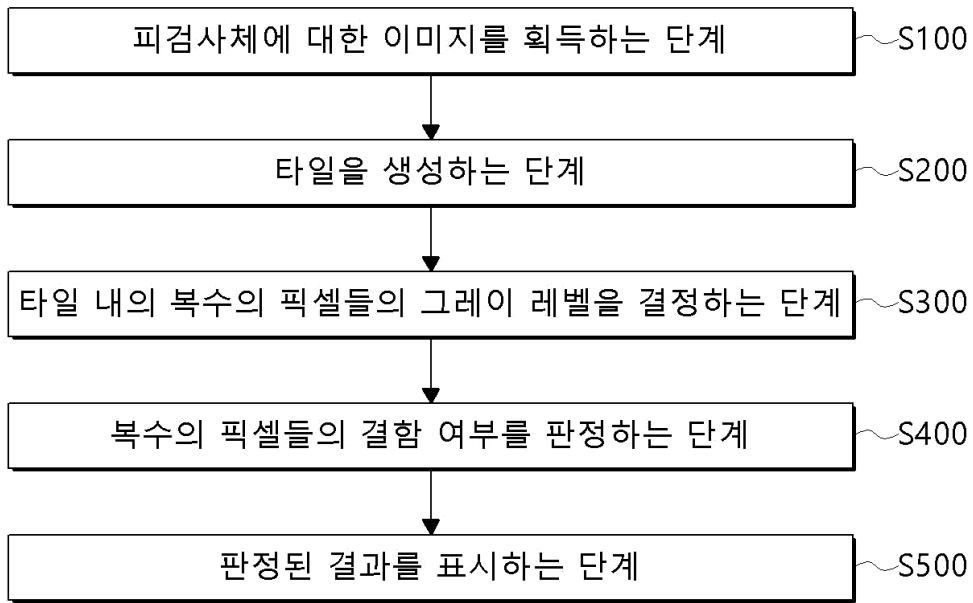 피검사체에 대한 이미지를 획득하는 단계 S100
타일을 생성하는 단계 S200
타일 내의 복수의 픽셀들의 그레이 레벨을 결정하는 단계 S300
복수의 픽셀들의 결함 여부를 판정하는 단계 S400
판정된 결과를 표시하는 단계 S500